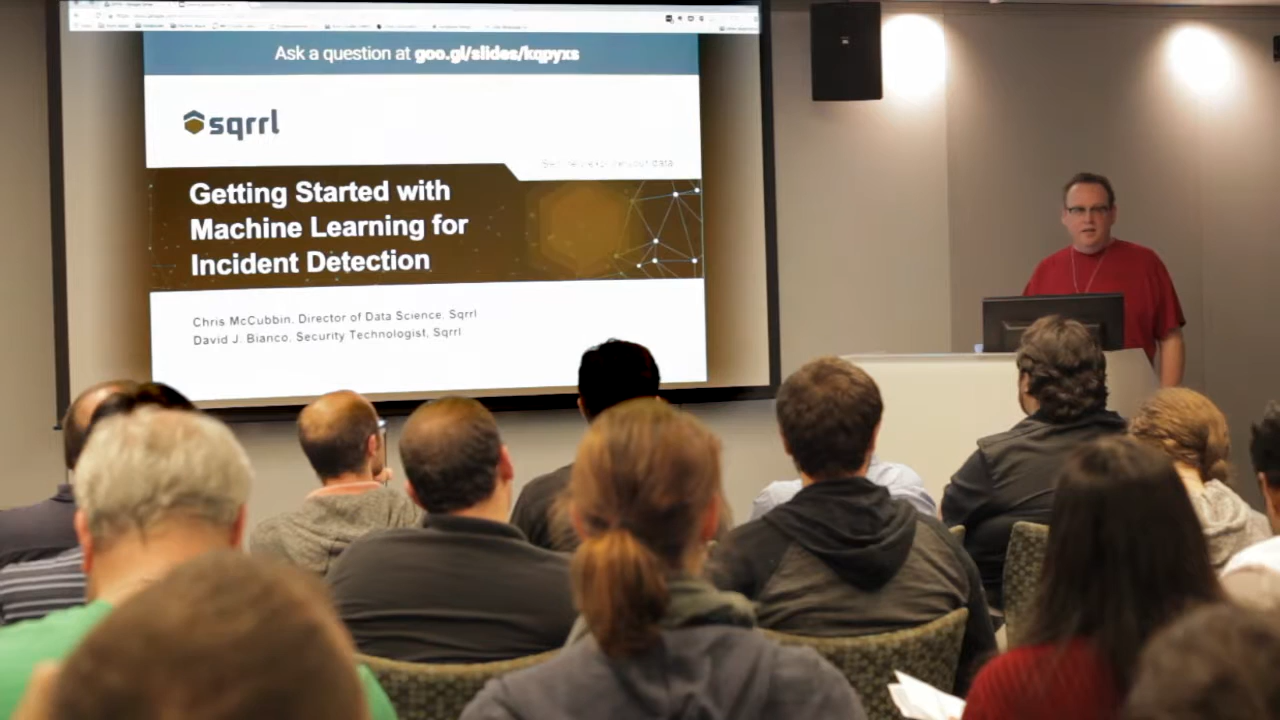 Ask a question at goo.gl/slides/kqpyxs
sqrrl
data
Getting Started with
Machine Learning for
Incident Detection
Chris McCubbin, Director of Data Science, Sqrrl
David J. Bianco, Security Technologist, Sqrrl